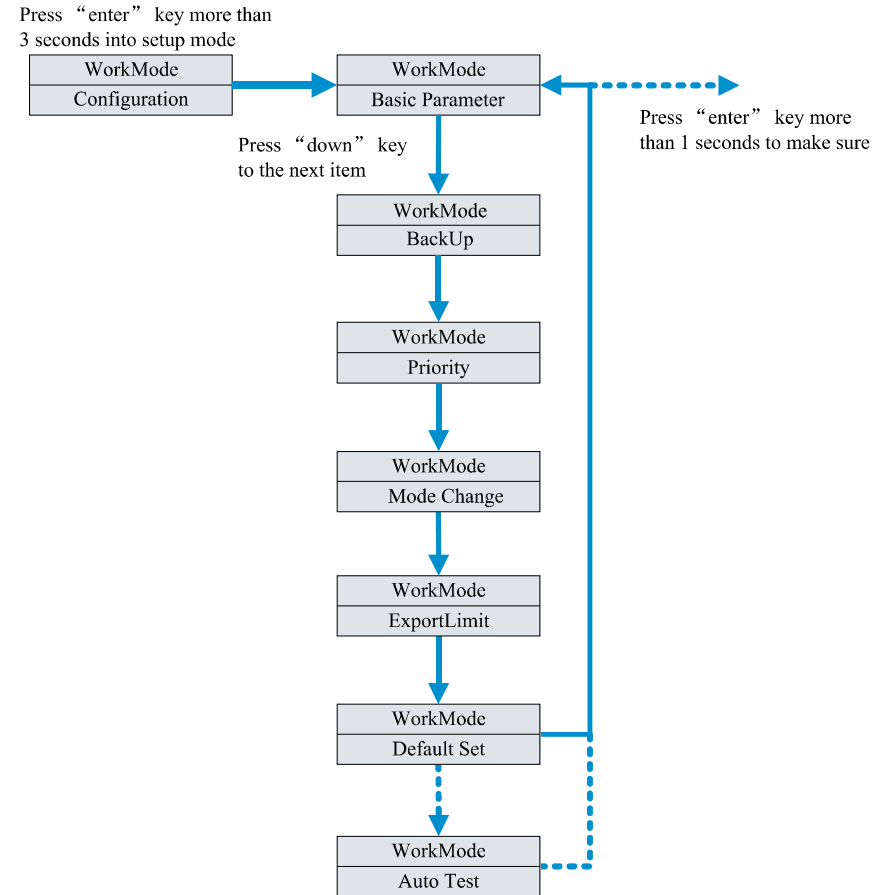 Press “enter” key more than
3 seconds into setup mode
WorkMode
Configuration
WorkMode
Basic Parameter
Press “enter” key more
than 1 seconds to make sure
Press “down” key
to the next item
WorkMode
BackUp
WorkMode
Priority
WorkMode
Mode Change
WorkMode
ExportLimit
WorkMode
Default Set
WorkMode
Auto Test